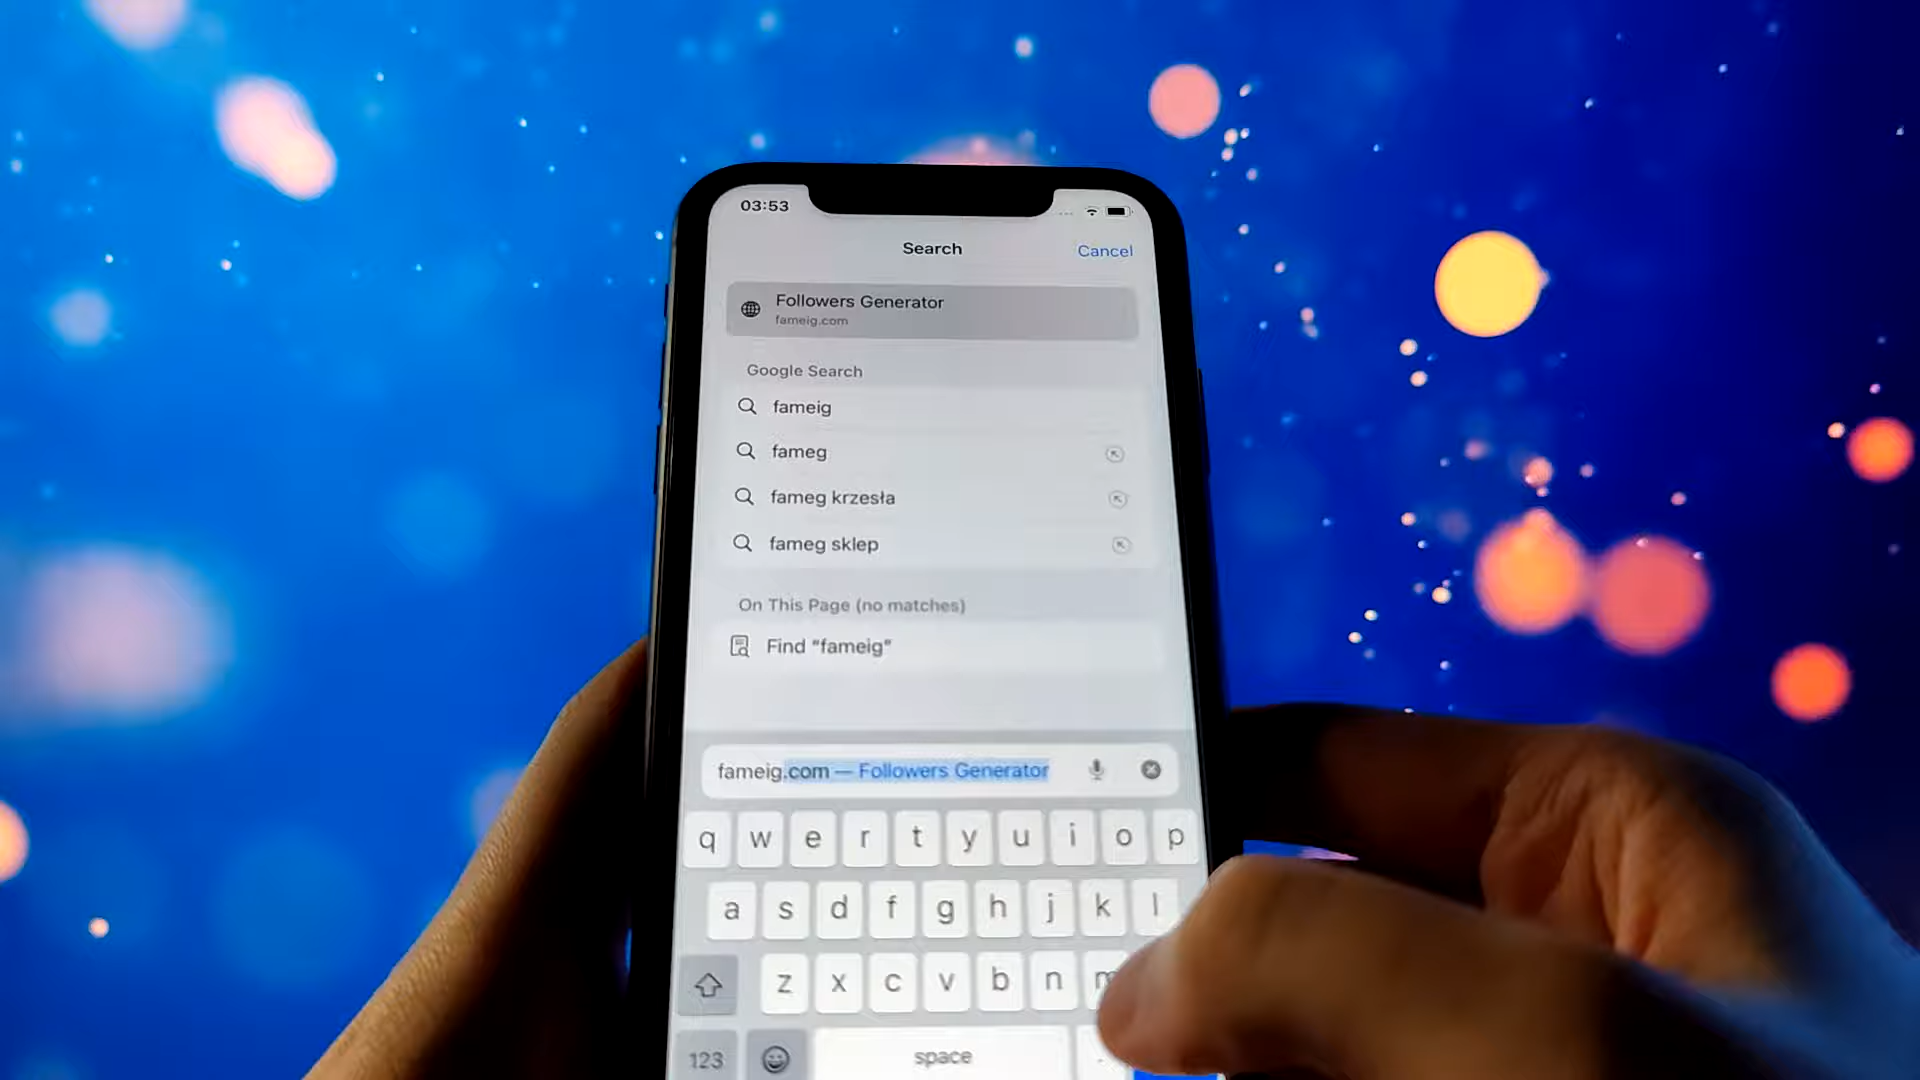 03:53
Search
Cancel
Followers Generator
fameig.com
Google Search
fameig
fameg
fameg krzesła
fameg sklep
On This Page (no matches)
Find "fameig"
fameig.com — Followers Generator
q w e r t y u i o p
a s d f g h j k l
z x c v b n m
123 space .